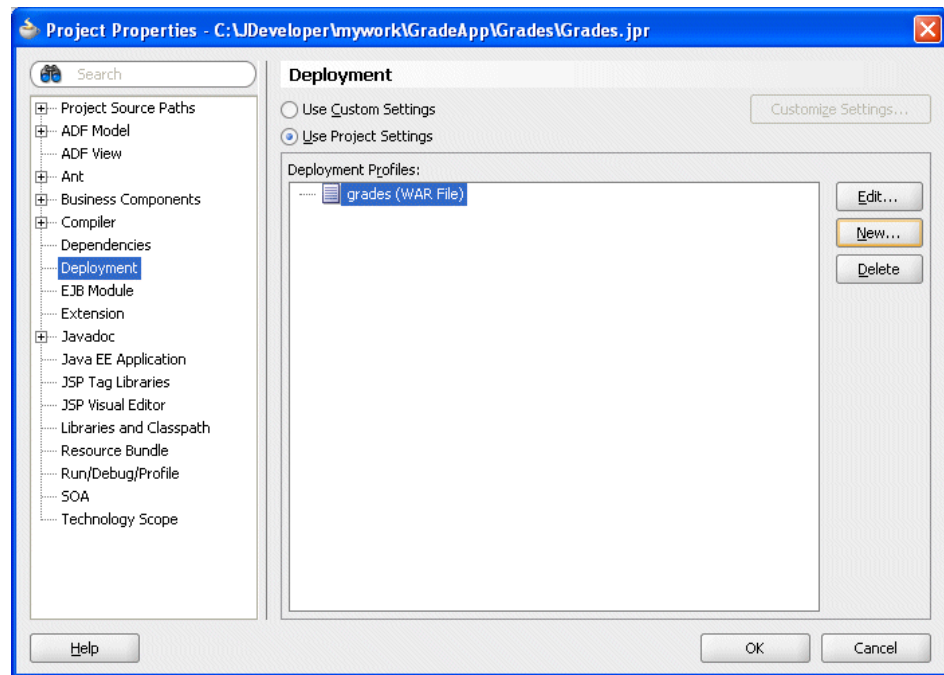 Project Properties - C:\JDeveloper\mywork\GradeApp\Grades\Grades.jpr
Search
Project Source Paths
ADF Model
ADF View
Ant
Business Components
Compiler
Dependencies
Deployment
EJB Module
Extension
Javadoc
Java EE Application
JSP Tag Libraries
JSP Visual Editor
Libraries and Classpath
Resource Bundle
Run/Debug/Profile
SOA
Technology Scope
Deployment
Use Custom Settings
Customize Settings...
Use Project Settings
Deployment Profiles:
grades (WAR File)
Edit...
New...
Delete
Help
OK
Cancel